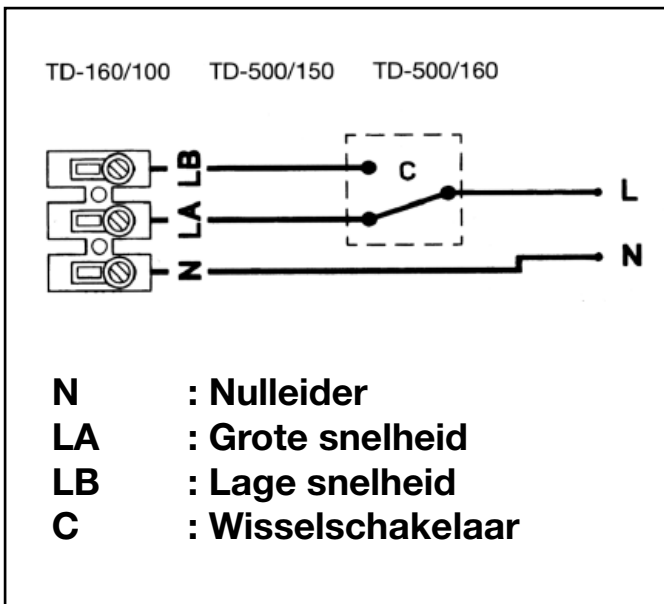 TD-160/100 TD-500/150 TD-500/160
LB
C
LA
L
N
N
N : Nulleider
LA : Grote snelheid
LB : Lage snelheid
C : Wisselschakelaar